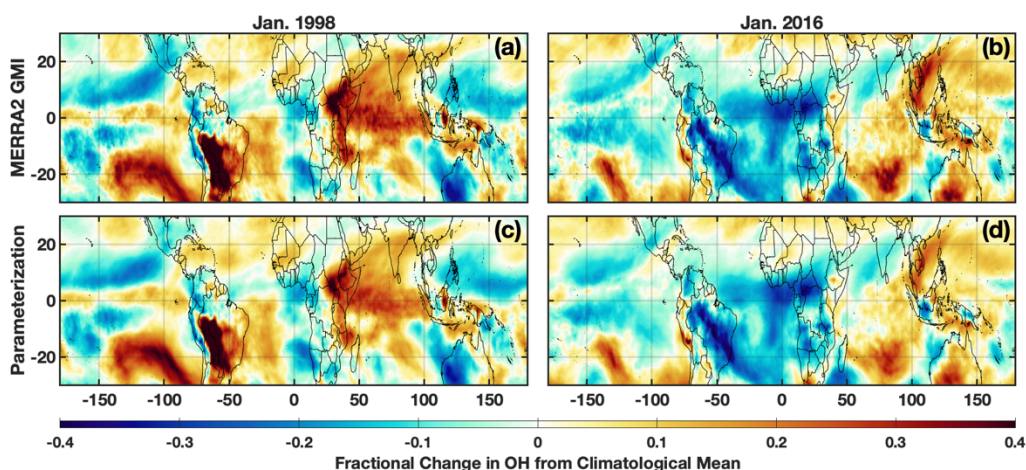 Jan. 1998 Jan. 2016
MERRA2 GMI
(a) (b)
20 20
0 0
-20 -20
Parameterization
(c) (d)
20 20
0 0
-20 -20
-150 -100 -50 0 50 100 150 -150 -100 -50 0 50 100 150
-0.4 -0.3 -0.2 -0.1 0 0.1 0.2 0.3 0.4
Fractional Change in OH from Climatological Mean